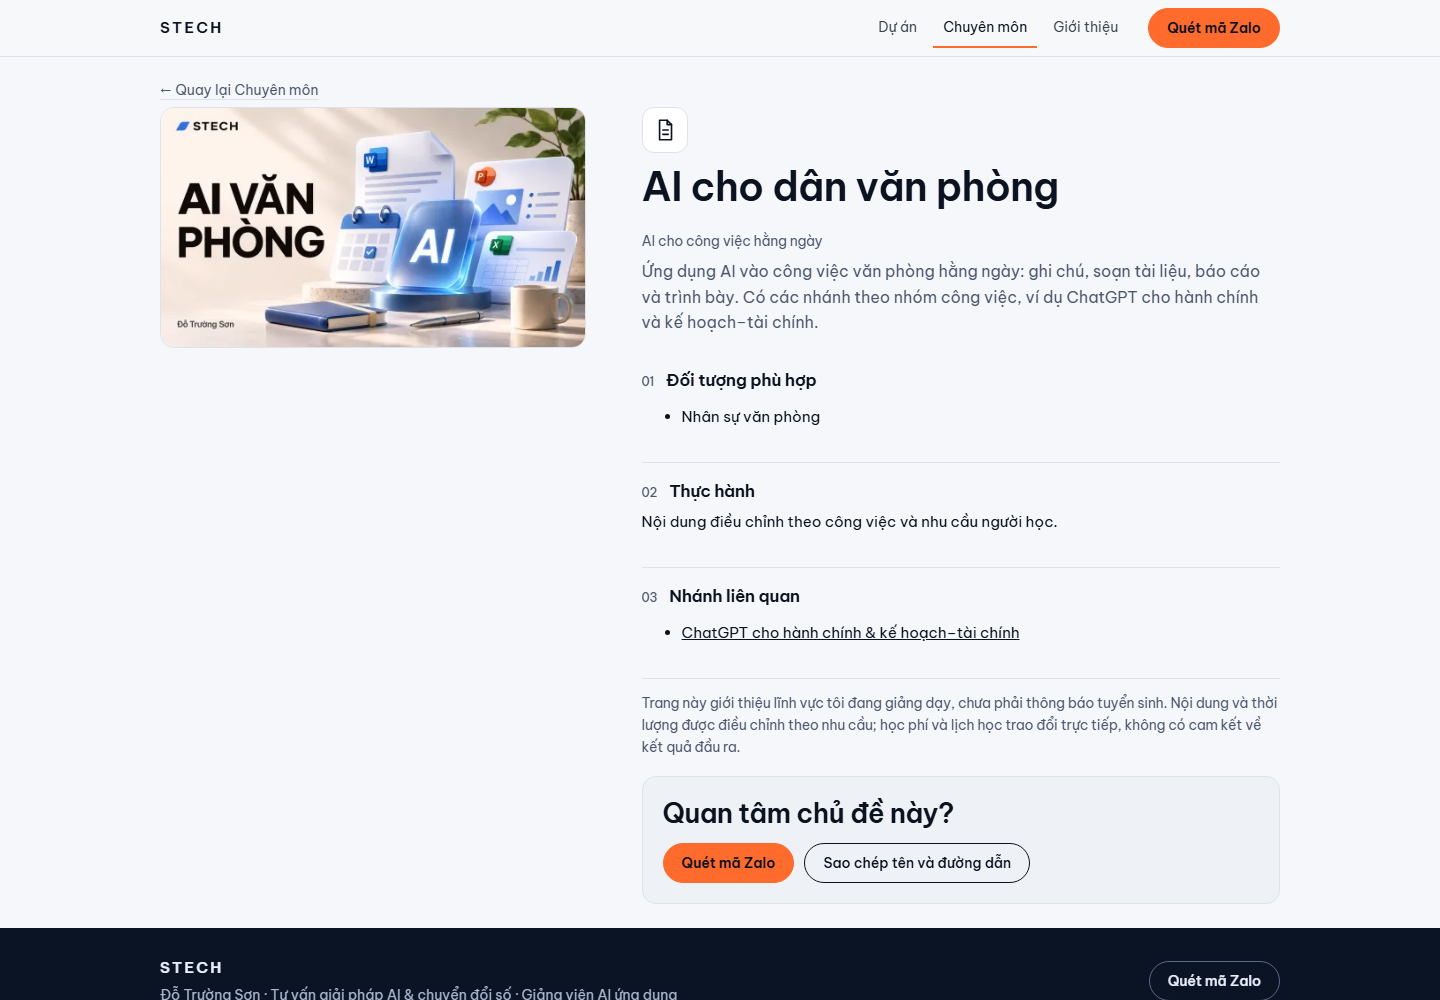 STECH
Dự án
Chuyên môn
Giới thiệu
Quét mã Zalo
← Quay lại Chuyên môn
STECH
AI VĂN
PHÒNG
W
P
X
AI
Đỗ Trường Sơn
AI cho dân văn phòng
AI cho công việc hằng ngày
Ứng dụng AI vào công việc văn phòng hằng ngày: ghi chú, soạn tài liệu, báo cáo
và trình bày. Có các nhánh theo nhóm công việc, ví dụ ChatGPT cho hành chính
và kế hoạch–tài chính.
01 Đối tượng phù hợp
• Nhân sự văn phòng
02 Thực hành
Nội dung điều chỉnh theo công việc và nhu cầu người học.
03 Nhánh liên quan
• ChatGPT cho hành chính & kế hoạch–tài chính
Trang này giới thiệu lĩnh vực tôi đang giảng dạy, chưa phải thông báo tuyển sinh. Nội dung và thời
lượng được điều chỉnh theo nhu cầu; học phí và lịch học trao đổi trực tiếp, không có cam kết về
kết quả đầu ra.
Quan tâm chủ đề này?
Quét mã Zalo
Sao chép tên và đường dẫn
STECH
Đỗ Trường Sơn · Tư vấn giải pháp AI & chuyển đổi số · Giảng viên AI ứng dụng
Quét mã Zalo